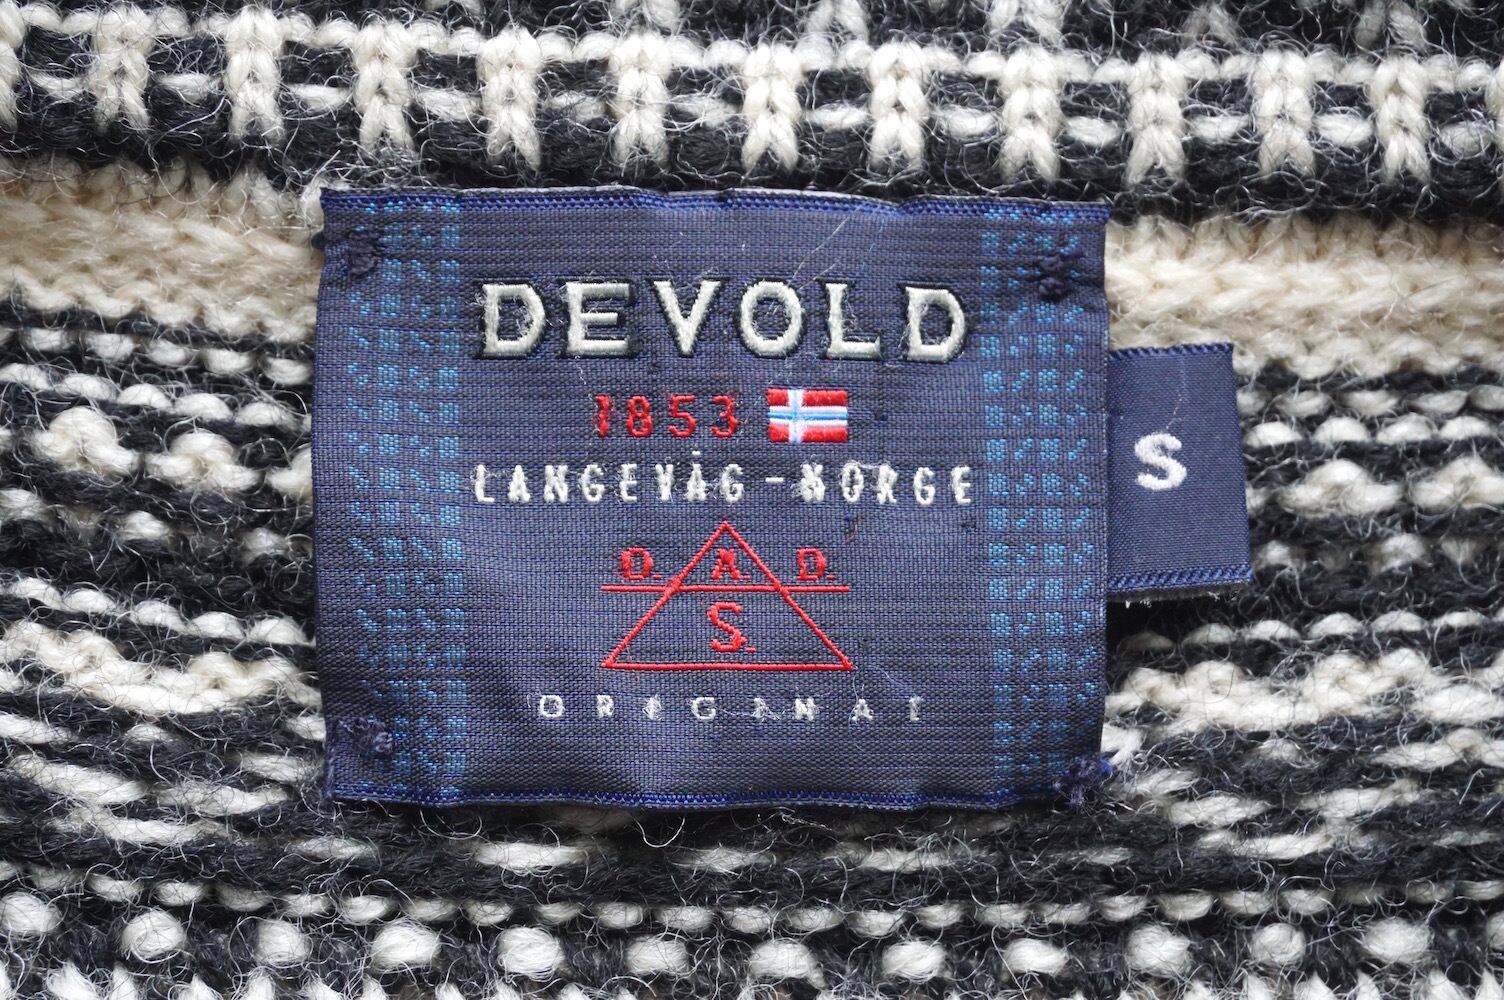 DEVOLD
1853
LANGEVÅG-NORGE
D. A. D.
S.
ORIGINAL
S